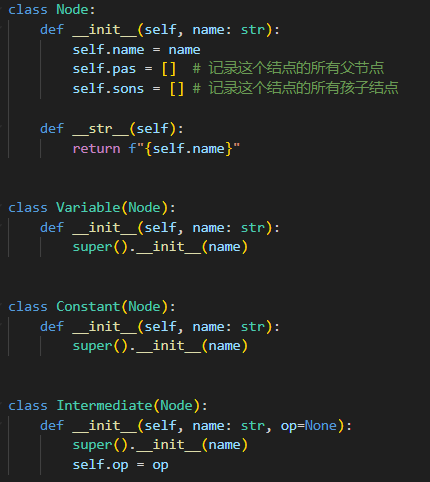 class Node:
    def __init__(self, name: str):
        self.name = name
        self.pas = []  # 记录这个结点的所有父节点
        self.sons = [] # 记录这个结点的所有孩子结点

    def __str__(self):
        return f"{self.name}"


class Variable(Node):
    def __init__(self, name: str):
        super().__init__(name)


class Constant(Node):
    def __init__(self, name: str):
        super().__init__(name)


class Intermediate(Node):
    def __init__(self, name: str, op=None):
        super().__init__(name)
        self.op = op